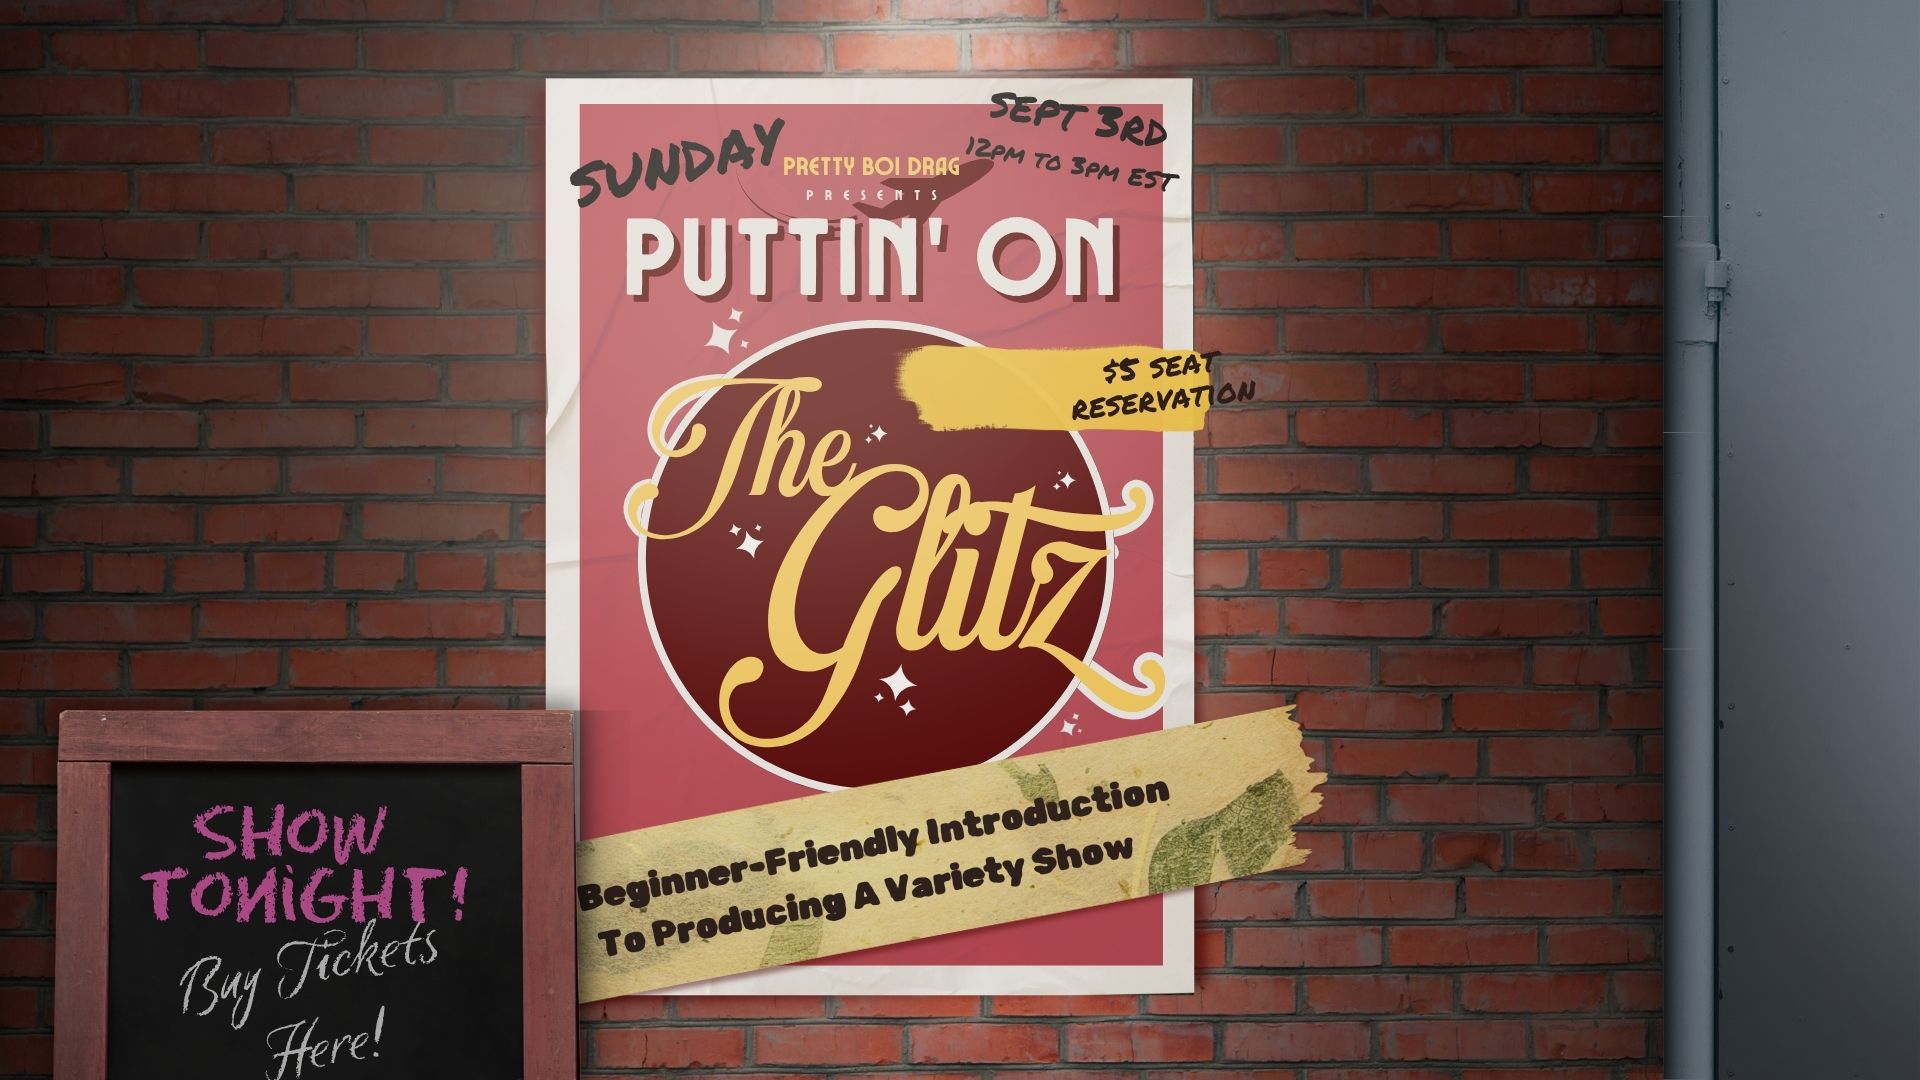 SUNDAY
SEPT 3RD
12PM TO 3PM EST
PRETTY BOI DRAG
PRESENTS
PUTTIN' ON
The
Glitz
$5 SEAT
RESERVATION
Beginner-Friendly Introduction
To Producing A Variety Show
SHOW
TONiGHT!
Buy Tickets
Here!